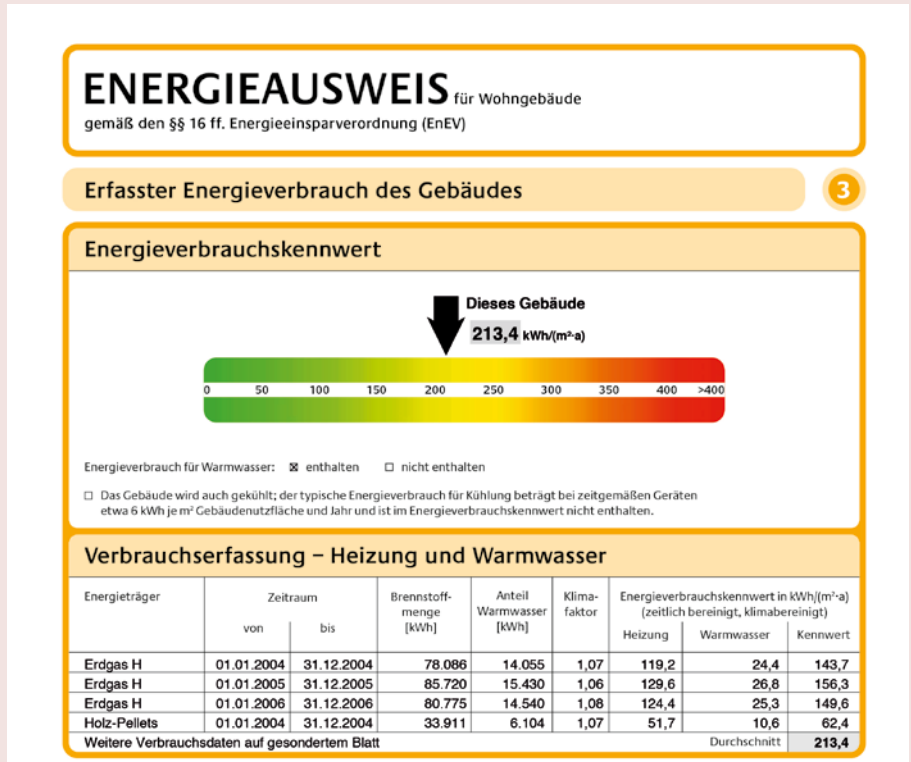 ENERGIEAUSWEIS für Wohngebäude
gemäß den §§ 16 ff. Energieeinsparverordnung (EnEV)
Erfasster Energieverbrauch des Gebäudes 3
Energieverbrauchskennwert
Dieses Gebäude
213,4 kWh/(m²·a)
0 50 100 150 200 250 300 350 400 >400
Energieverbrauch für Warmwasser: ☒ enthalten ☐ nicht enthalten
☐ Das Gebäude wird auch gekühlt; der typische Energieverbrauch für Kühlung beträgt bei zeitgemäßen Geräten
etwa 6 kWh je m² Gebäudenutzfläche und Jahr und ist im Energieverbrauchskennwert nicht enthalten.
Verbrauchserfassung – Heizung und Warmwasser
Energieträger Zeitraum Brennstoff- Anteil Klima- Energieverbrauchskennwert in kWh/(m²·a)
menge Warmwasser faktor (zeitlich bereinigt, klimabereinigt)
von bis [kWh] [kWh] Heizung Warmwasser Kennwert
Erdgas H 01.01.2004 31.12.2004 78.086 14.055 1,07 119,2 24,4 143,7
Erdgas H 01.01.2005 31.12.2005 85.720 15.430 1,06 129,6 26,8 156,3
Erdgas H 01.01.2006 31.12.2006 80.775 14.540 1,08 124,4 25,3 149,6
Holz-Pellets 01.01.2004 31.12.2004 33.911 6.104 1,07 51,7 10,6 62,4
Weitere Verbrauchsdaten auf gesondertem Blatt Durchschnitt 213,4